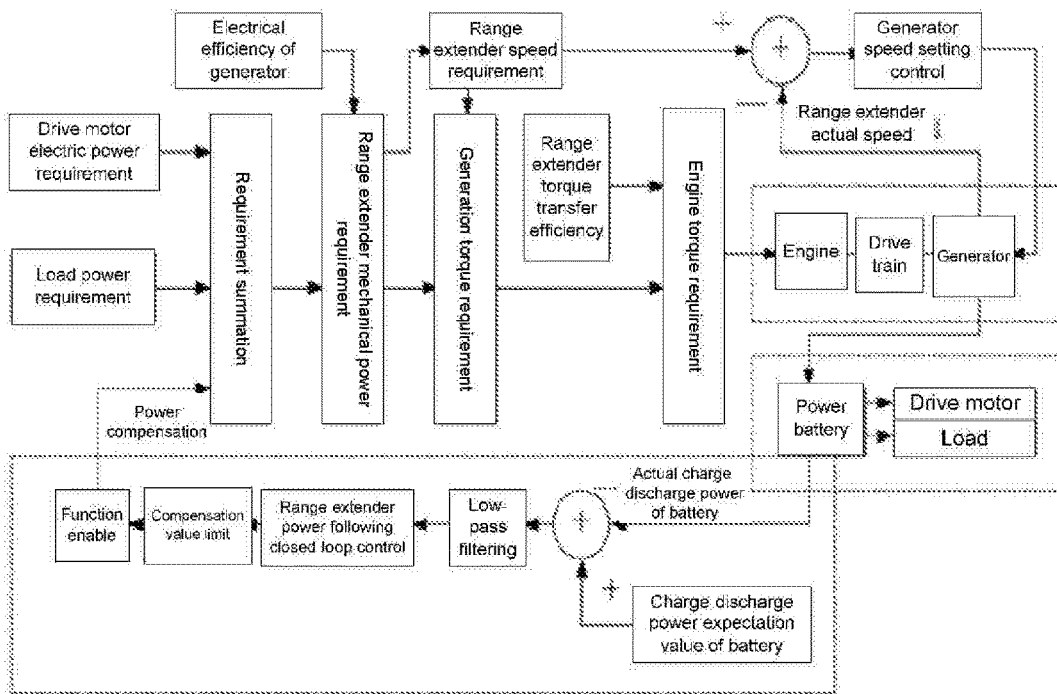 Electrical
efficiency of
generator
Range
extender speed
requirement
+
+
Generator
speed setting
control
Drive motor
electric power
requirement
Load power
requirement
Requirement summation
Range extender mechanical power
requirement
Generation torque requirement
Range
extender
torque
transfer
efficiency
Engine torque requirement
Range extender
actual speed
Engine
Drive
train
Generator
Power
battery
Drive motor
Load
Power
compensation
Function
enable
Compensation
value limit
Range extender
power following
closed loop control
Low-
pass
filtering
+
Actual charge
discharge power
of battery
+
Charge discharge
power expectation
value of battery